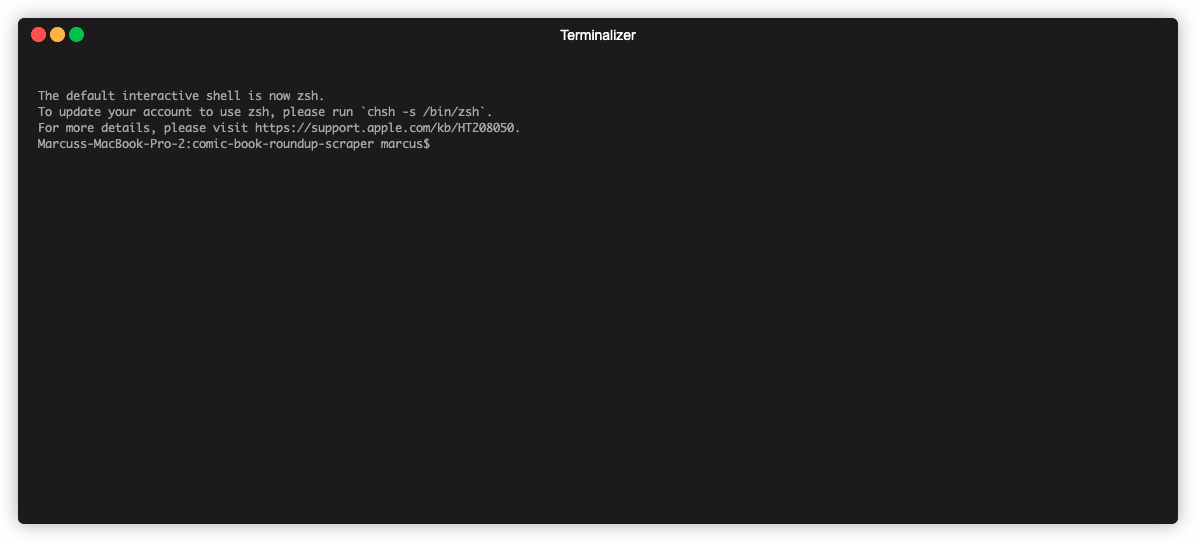 Terminalizer
The default interactive shell is now zsh.
To update your account to use zsh, please run `chsh -s /bin/zsh`.
For more details, please visit https://support.apple.com/kb/HT208050.
Marcuss-MacBook-Pro-2:comic-book-roundup-scraper marcus$